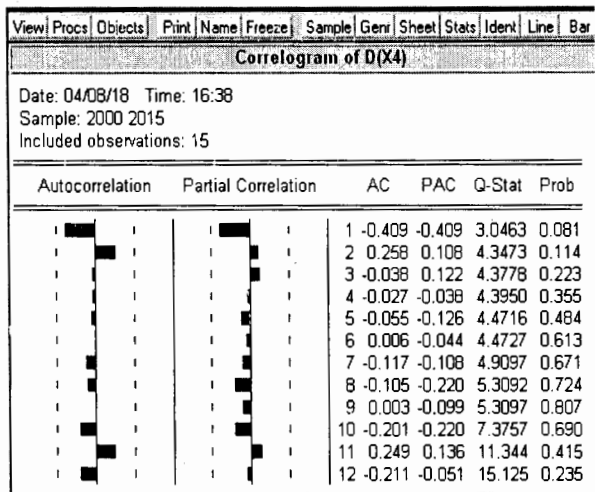 View Procs Objects Print Name Freeze Sample Genr Sheet Stats Ident Line Bar
Correlogram of D(X4)
Date: 04/08/18 Time: 16:38
Sample: 2000 2015
Included observations: 15
Autocorrelation Partial Correlation AC PAC Q-Stat Prob
1 -0.409 -0.409 3.0463 0.081
2 0.258 0.108 4.3473 0.114
3 -0.038 0.122 4.3778 0.223
4 -0.027 -0.038 4.3950 0.355
5 -0.055 -0.126 4.4716 0.484
6 0.006 -0.044 4.4727 0.613
7 -0.117 -0.108 4.9097 0.671
8 -0.105 -0.220 5.3092 0.724
9 0.003 -0.099 5.3097 0.807
10 -0.201 -0.220 7.3757 0.690
11 0.249 0.136 11.344 0.415
12 -0.211 -0.051 15.125 0.235